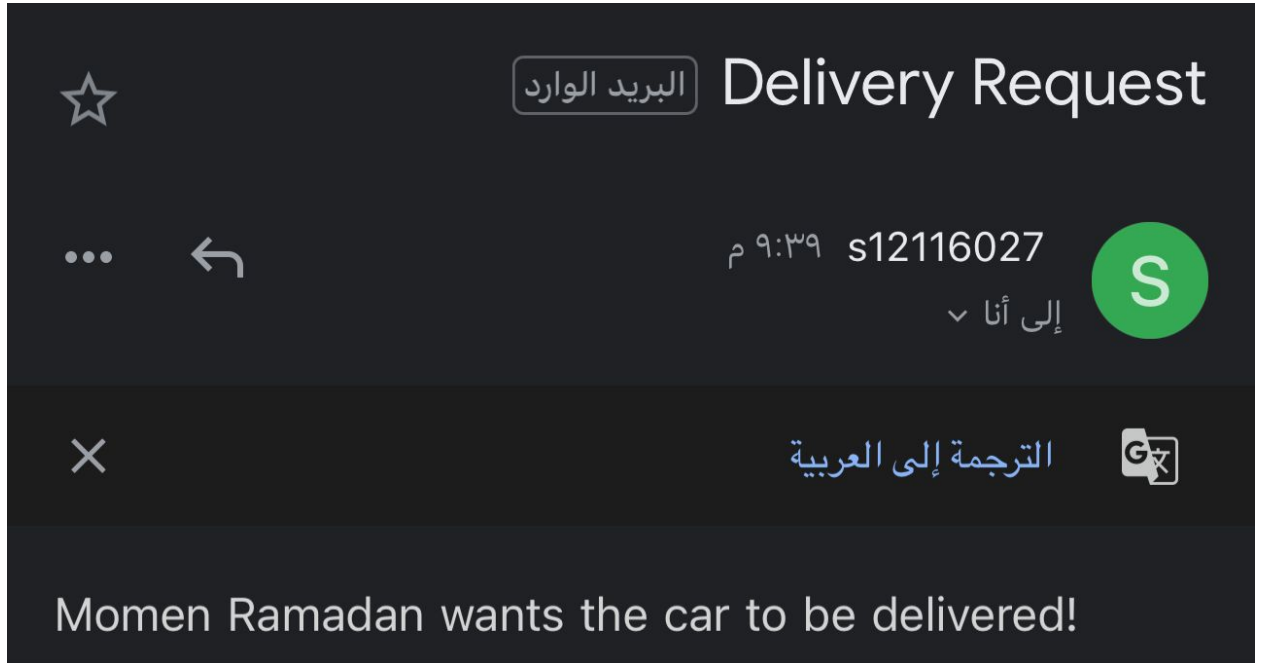 Delivery Request البريد الوارد
s12116027 ٩:٣٩ م
إلى أنا
الترجمة إلى العربية
Momen Ramadan wants the car to be delivered!